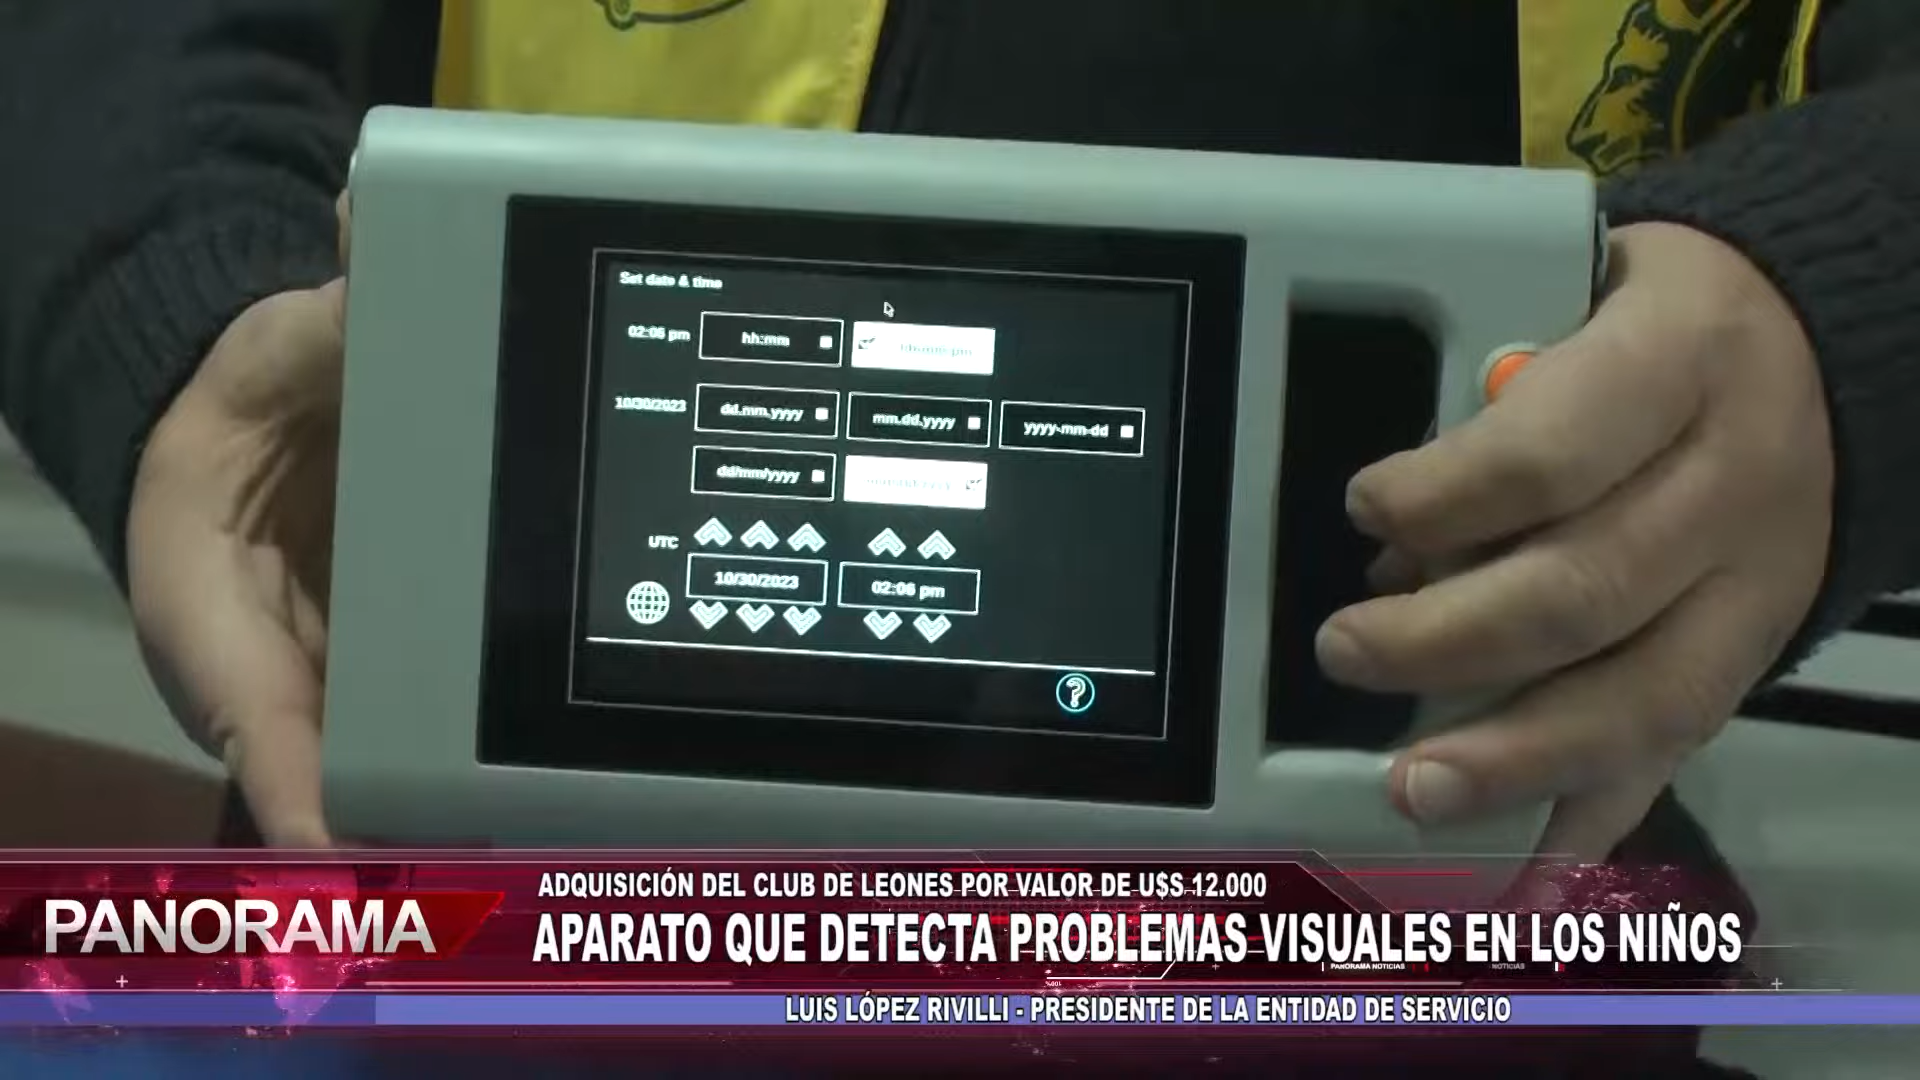 Set date & time
02:06 pm
hh:mm
10/30/2023
dd.mm.yyyy
mm.dd.yyyy
yyyy-mm-dd
dd/mm/yyyy
UTC
10/30/2023
02:06 pm
?
ADQUISICIÓN DEL CLUB DE LEONES POR VALOR DE U$S 12.000
PANORAMA
APARATO QUE DETECTA PROBLEMAS VISUALES EN LOS NIÑOS
PANORAMA NOTICIAS
NOTICIAS
LUIS LÓPEZ RIVILLI - PRESIDENTE DE LA ENTIDAD DE SERVICIO